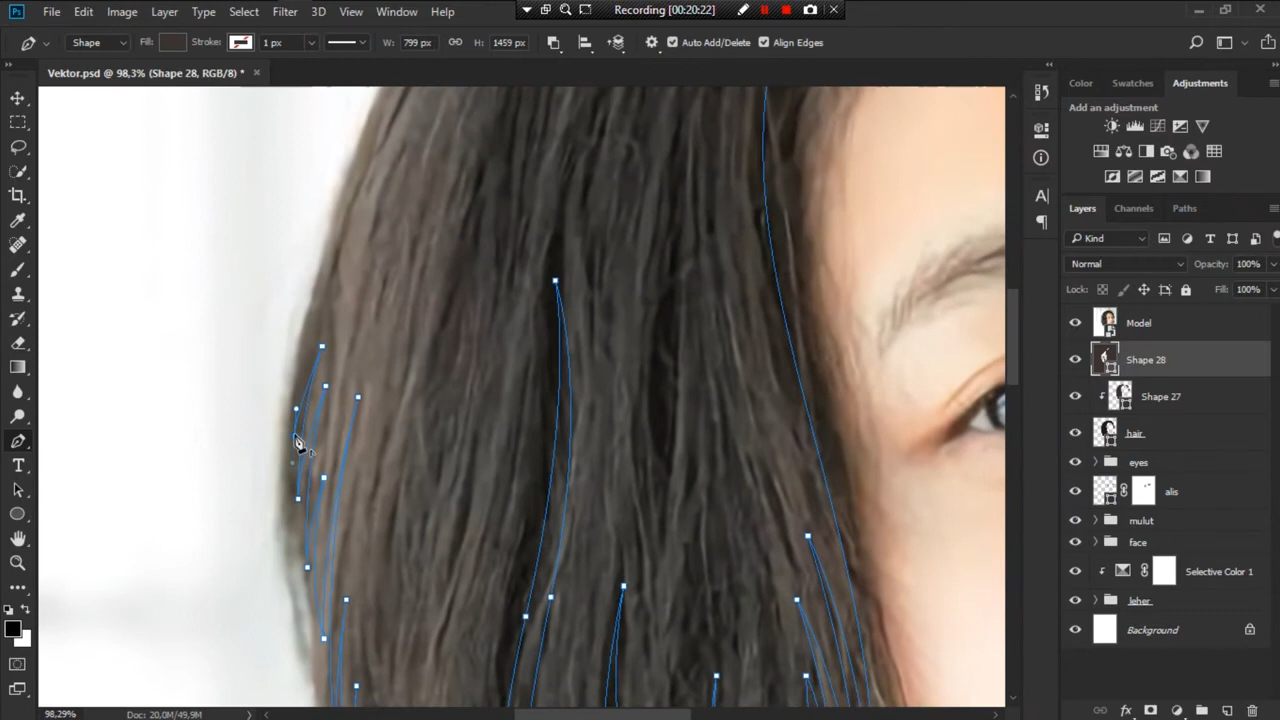 Ps File Edit Image Layer Type Select Filter 3D View Window Help
Recording [00:20:22]
Shape Fill: Stroke: 1 px W: 799 px H: 1459 px Auto Add/Delete Align Edges
Vektor.psd @ 98,3% (Shape 28, RGB/8) * ×
Color Swatches Adjustments
Add an adjustment
Layers Channels Paths
Kind
Normal Opacity: 100%
Lock: Fill: 100%
Model
Shape 28
Shape 27
hair
eyes
alis
mulut
face
Selective Color 1
leher
Background
98,29% Doc: 20,0M/49,9M